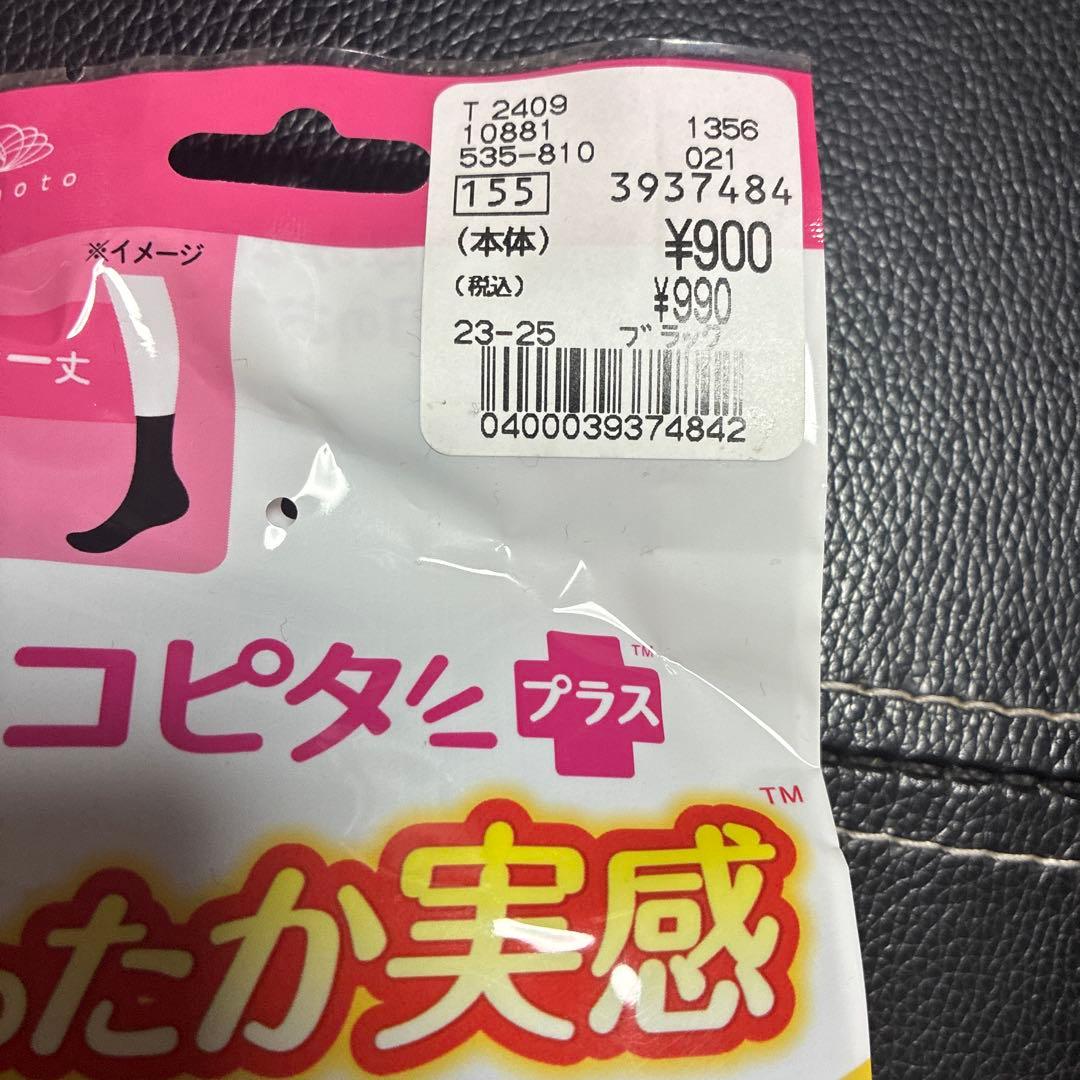 T 2409
10881 1356
535-810 021
155 3937484
(本体) ¥900
(税込) ¥990
23-25 ブラック
0400039374842
oto
※イメージ
ー丈
コピタ プラス TM
TM
ったか実感